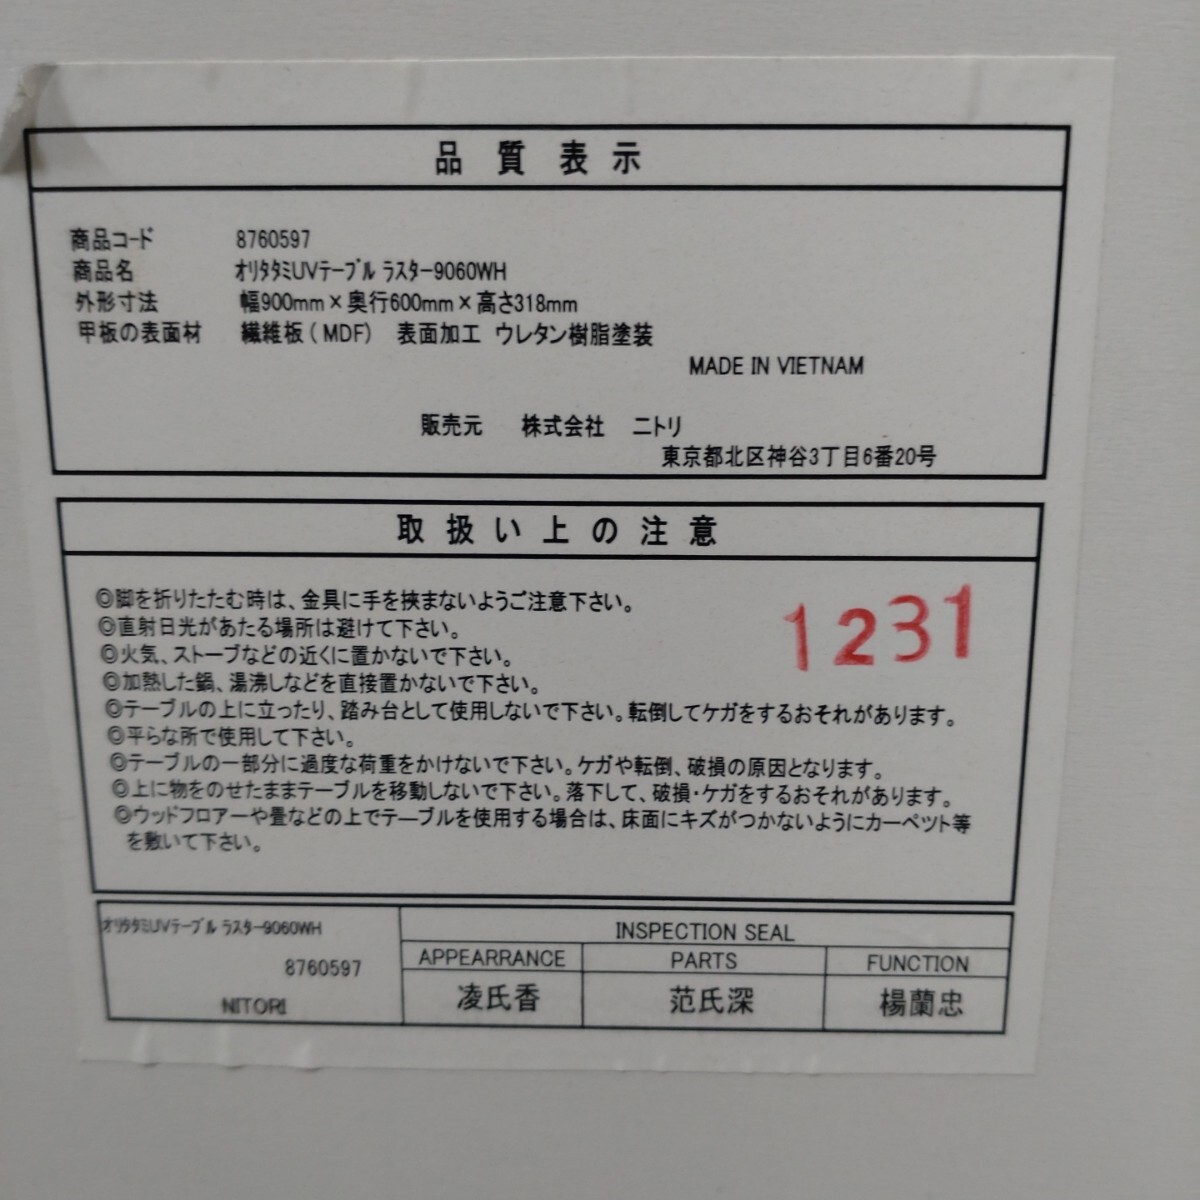 品質表示
商品コード 8760597
商品名 オリタタミUVテーブル ラスター9060WH
外形寸法 幅900mm×奥行600mm×高さ318mm
甲板の表面材 繊維板(MDF) 表面加工 ウレタン樹脂塗装
MADE IN VIETNAM
販売元 株式会社 ニトリ
東京都北区神谷3丁目6番20号
取扱い上の注意
◎脚を折りたたむ時は、金具に手を挟まないようご注意下さい。
◎直射日光があたる場所は避けて下さい。
1231
◎火気、ストーブなどの近くに置かないで下さい。
◎加熱した鍋、湯沸しなどを直接置かないで下さい。
◎テーブルの上に立ったり、踏み台として使用しないで下さい。転倒してケガをするおそれがあります。
◎平らな所で使用して下さい。
◎テーブルの一部分に過度な荷重をかけないで下さい。ケガや転倒、破損の原因となります。
◎上に物をのせたままテーブルを移動しないで下さい。落下して、破損・ケガをするおそれがあります。
◎ウッドフロアーや畳などの上でテーブルを使用する場合は、床面にキズがつかないようにカーペット等
を敷いて下さい。
オリタタミUVテーブル ラスター9060WH
8760597
NITORI
INSPECTION SEAL
APPEARRANCE PARTS FUNCTION
凌氏香 范氏深 楊蘭忠